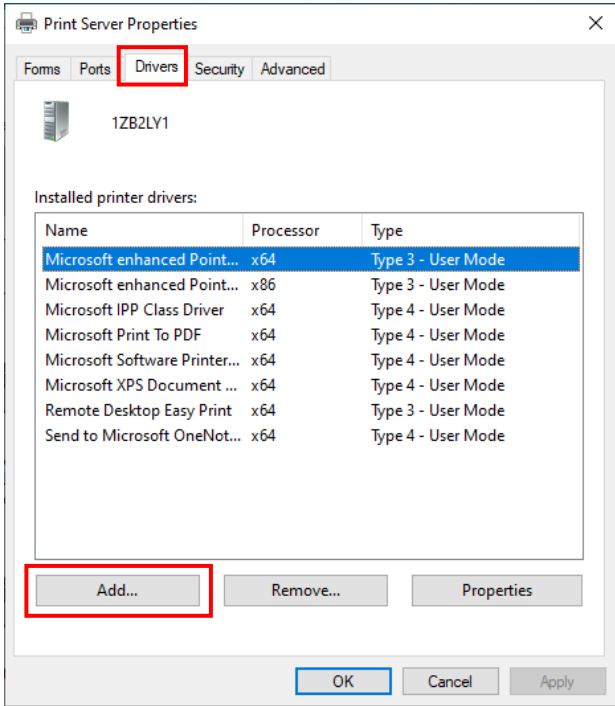 Print Server Properties
Forms Ports Drivers Security Advanced
1ZB2LY1
Installed printer drivers:
Name Processor Type
Microsoft enhanced Point... x64 Type 3 - User Mode
Microsoft enhanced Point... x86 Type 3 - User Mode
Microsoft IPP Class Driver x64 Type 4 - User Mode
Microsoft Print To PDF x64 Type 4 - User Mode
Microsoft Software Printer... x64 Type 4 - User Mode
Microsoft XPS Document ... x64 Type 4 - User Mode
Remote Desktop Easy Print x64 Type 3 - User Mode
Send to Microsoft OneNot... x64 Type 4 - User Mode
Add... Remove... Properties
OK Cancel Apply